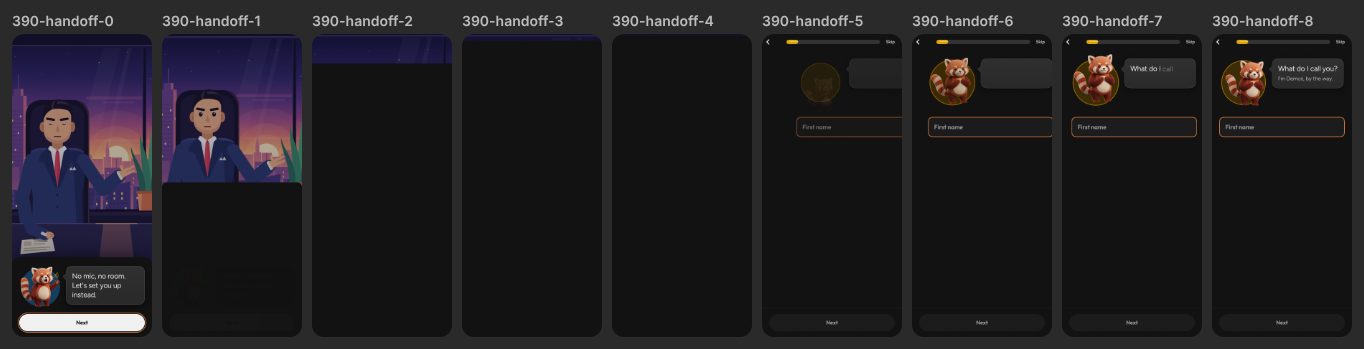 390-handoff-0
390-handoff-1
390-handoff-2
390-handoff-3
390-handoff-4
390-handoff-5
390-handoff-6
390-handoff-7
390-handoff-8
No mic, no room.
Let's set you up
instead.
Next
Skip
First name
Next
Skip
First name
Next
Skip
What do I call
First name
Next
Skip
What do I call you?
I'm Demos, by the way.
First name
Next